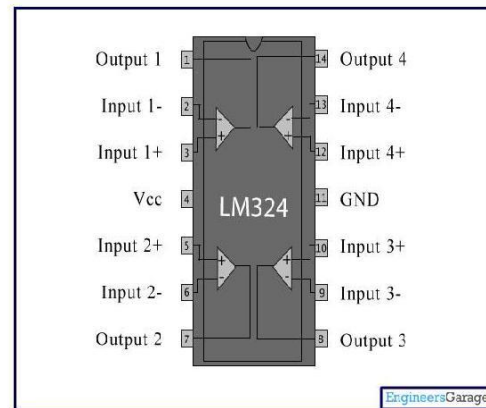 Output 1 1 14 Output 4
Input 1- 2 - - 13 Input 4-
Input 1+ 3 + + 12 Input 4+
Vcc 4 11 GND
LM324
Input 2+ 5 + + 10 Input 3+
Input 2- 6 - - 9 Input 3-
Output 2 7 8 Output 3
EngineersGarage